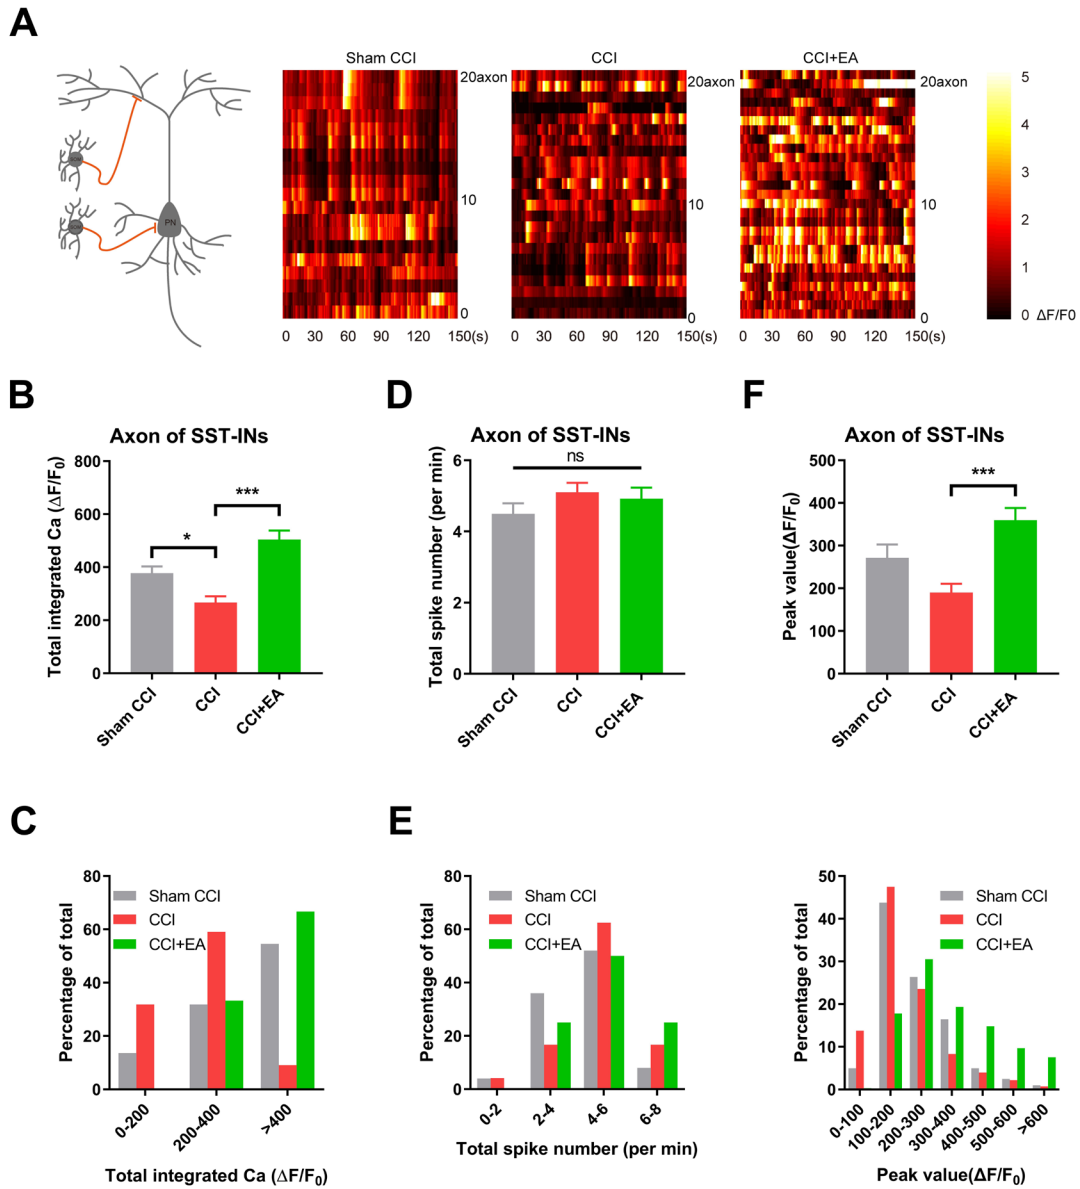 A
Sham CCI
CCI
CCI+EA
20axon
10
0
0 30 60 90 120 150(s)
20axon
10
0
0 30 60 90 120 150(s)
20axon
10
0
0 30 60 90 120 150(s)
5
4
3
2
1
0 ΔF/F0
PN
B
Axon of SST-INs
Total integrated Ca (ΔF/F0)
800
600
400
200
0
*
***
Sham CCI
CCI
CCI+EA
D
Axon of SST-INs
Total spike number (per min)
6
4
2
0
ns
Sham CCI
CCI
CCI+EA
F
Axon of SST-INs
Peak value(ΔF/F0)
500
400
300
200
100
0
***
Sham CCI
CCI
CCI+EA
C
Percentage of total
80
60
40
20
0
Sham CCI
CCI
CCI+EA
0-200
200-400
>400
Total integrated Ca (ΔF/F0)
E
Percentage of total
80
60
40
20
0
Sham CCI
CCI
CCI+EA
0-2
2-4
4-6
6-8
Total spike number (per min)
Percentage of total
50
40
30
20
10
0
Sham CCI
CCI
CCI+EA
0-100
100-200
200-300
300-400
400-500
500-600
>600
Peak value(ΔF/F0)